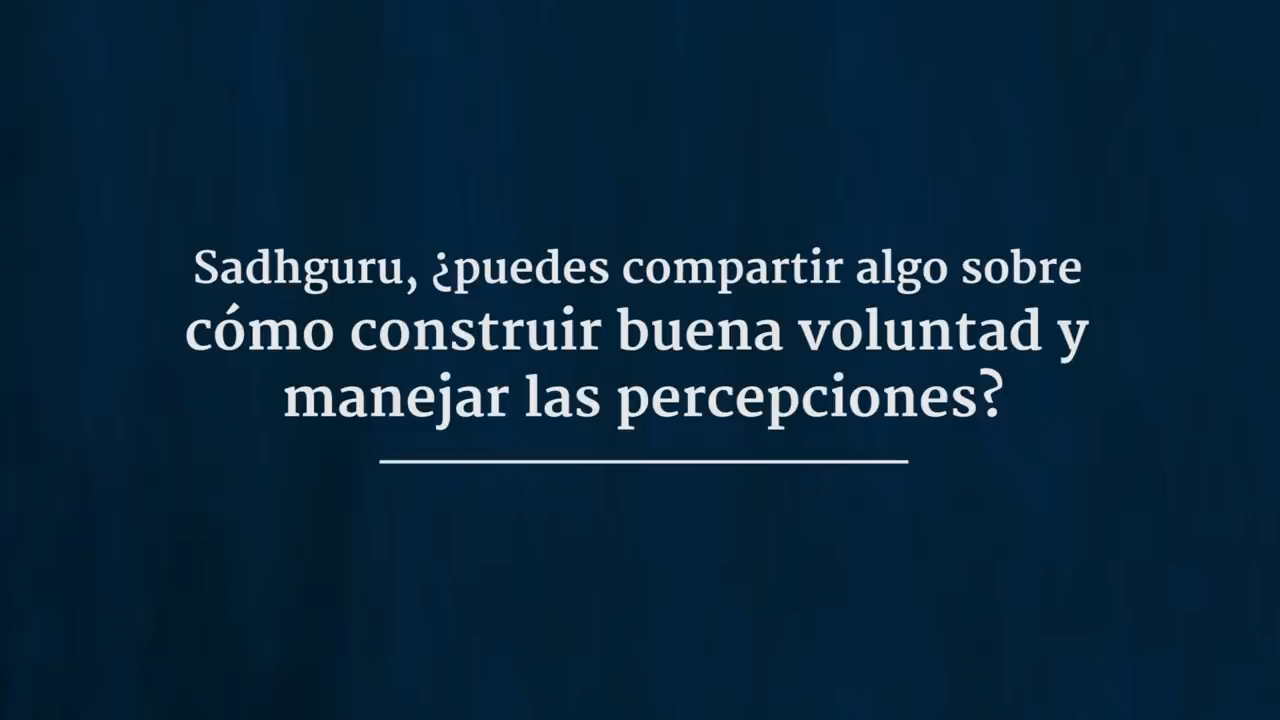 Sadhguru, ¿puedes compartir algo sobre
cómo construir buena voluntad y
manejar las percepciones?